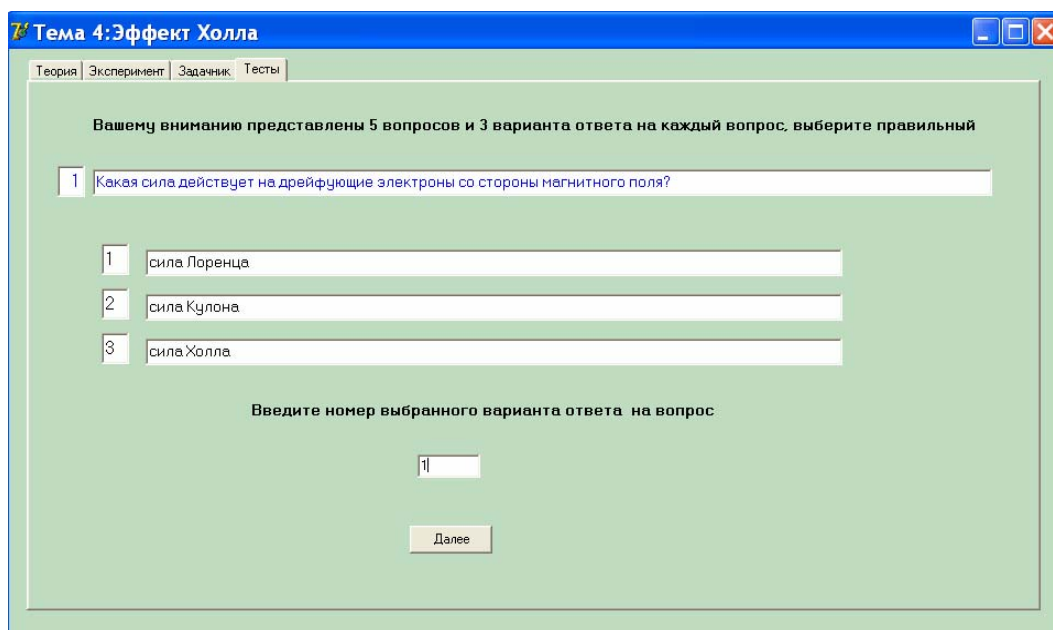 Тема 4:Эффект Холла
Теория Эксперимент Задачник Тесты
Вашему вниманию представлены 5 вопросов и 3 варианта ответа на каждый вопрос, выберите правильный
1 Какая сила действует на дрейфующие электроны со стороны магнитного поля?
1 сила Лоренца
2 сила Кулона
3 сила Холла
Введите номер выбранного варианта ответа на вопрос
1
Далее